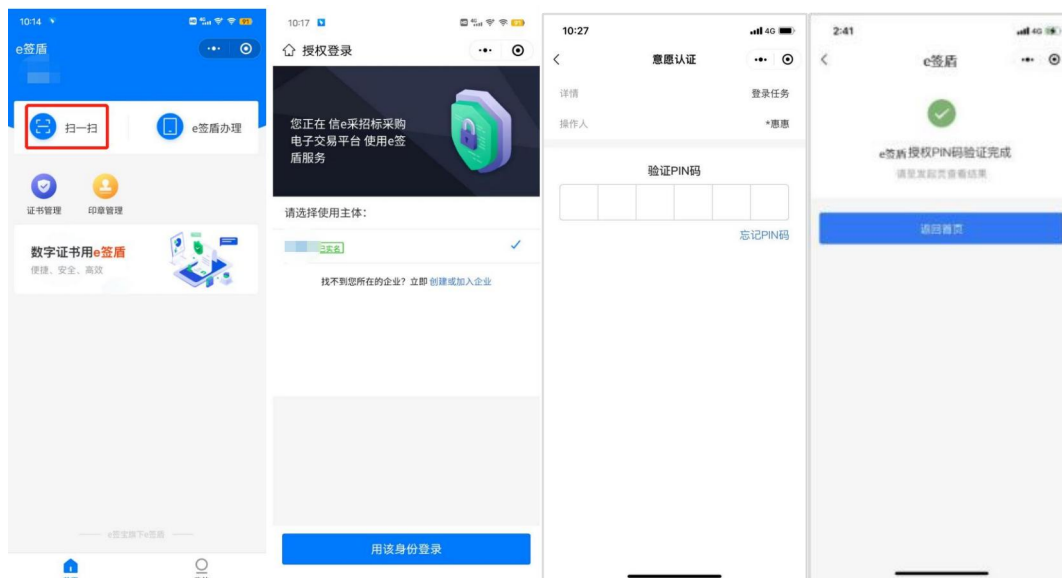 10:14
e签盾
扫一扫
e签盾办理
证书管理
印章管理
数字证书用e签盾
便捷、安全、高效
10:17
授权登录
您正在 信e采招标采购
电子交易平台 使用e签
盾服务
请选择使用主体：
已实名
找不到您所在的企业？立即 创建或加入企业
用该身份登录
10:27
4G
意愿认证
详情
登录任务
操作人
*惠惠
验证PIN码
忘记PIN码
2:41
4G
e签盾
e签盾授权PIN码验证完成
请至发起页查看结果
返回首页